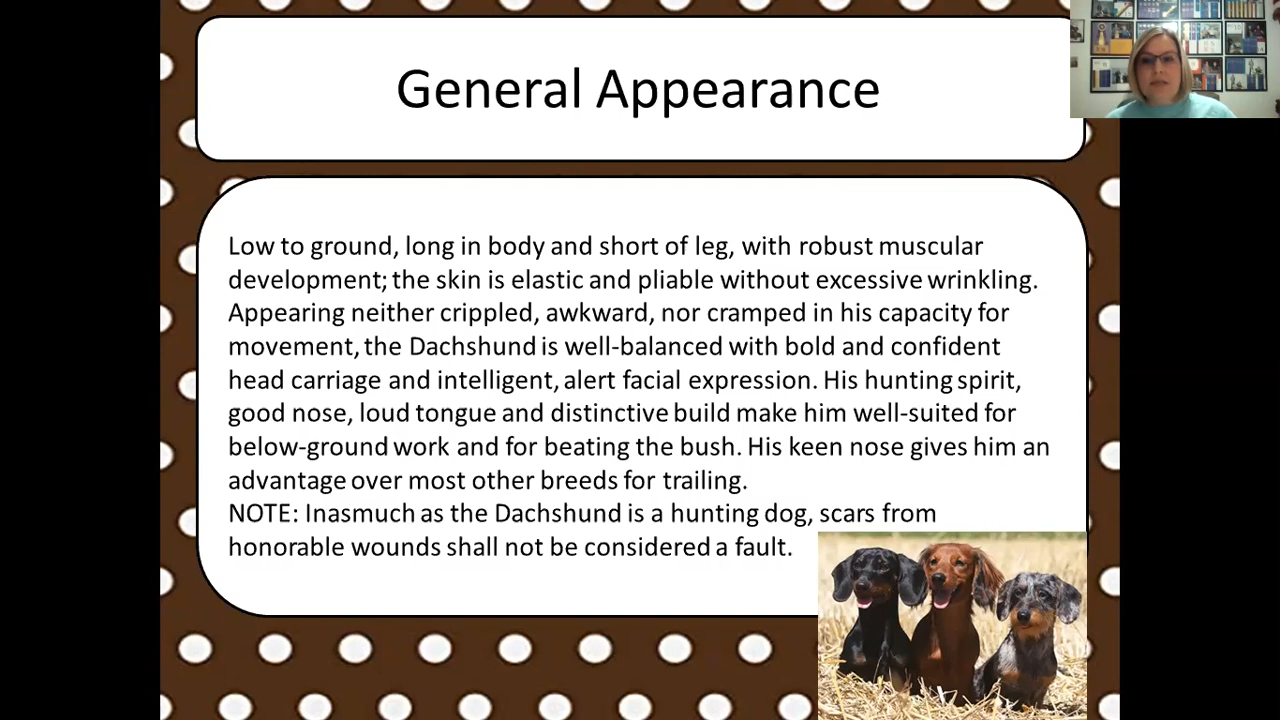 General Appearance
Low to ground, long in body and short of leg, with robust muscular
development; the skin is elastic and pliable without excessive wrinkling.
Appearing neither crippled, awkward, nor cramped in his capacity for
movement, the Dachshund is well-balanced with bold and confident
head carriage and intelligent, alert facial expression. His hunting spirit,
good nose, loud tongue and distinctive build make him well-suited for
below-ground work and for beating the bush. His keen nose gives him an
advantage over most other breeds for trailing.
NOTE: Inasmuch as the Dachshund is a hunting dog, scars from
honorable wounds shall not be considered a fault.